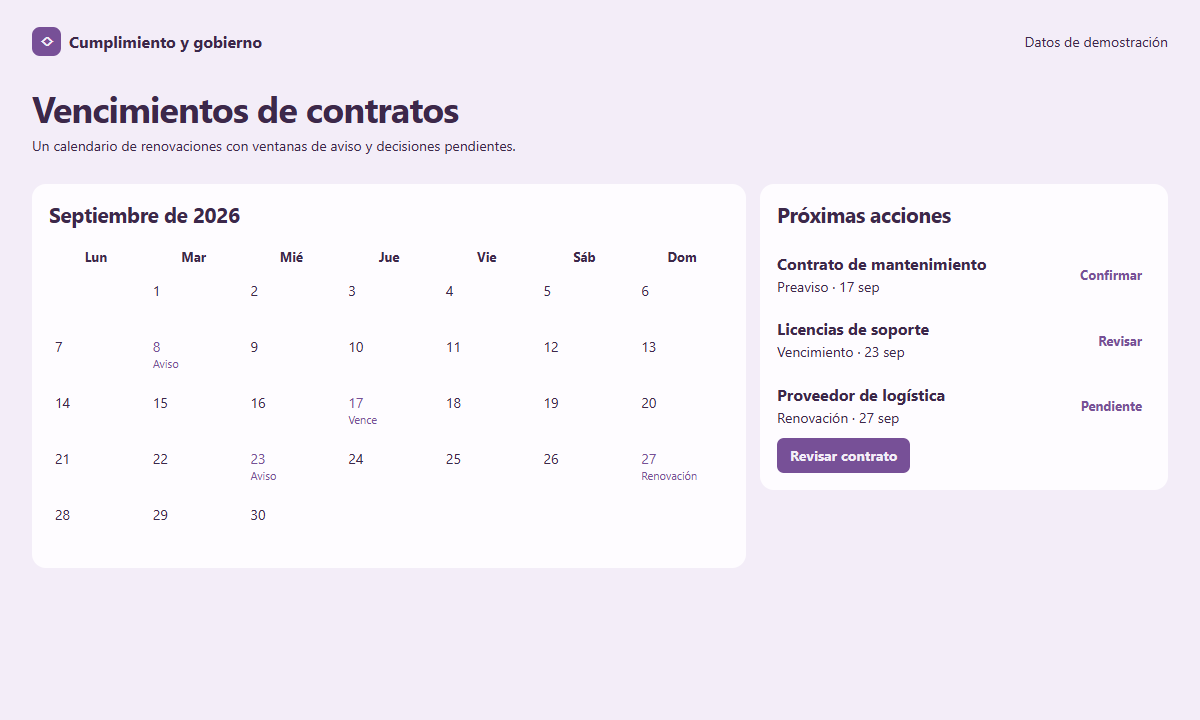 Cumplimiento y gobierno
Datos de demostración
Vencimientos de contratos
Un calendario de renovaciones con ventanas de aviso y decisiones pendientes.
Septiembre de 2026
Lun Mar Mié Jue Vie Sáb Dom
1 2 3 4 5 6
7 8 9 10 11 12 13
Aviso
14 15 16 17 18 19 20
Vence
21 22 23 24 25 26 27
Aviso Renovación
28 29 30
Próximas acciones
Contrato de mantenimiento
Preaviso · 17 sep
Confirmar
Licencias de soporte
Vencimiento · 23 sep
Revisar
Proveedor de logística
Renovación · 27 sep
Pendiente
Revisar contrato